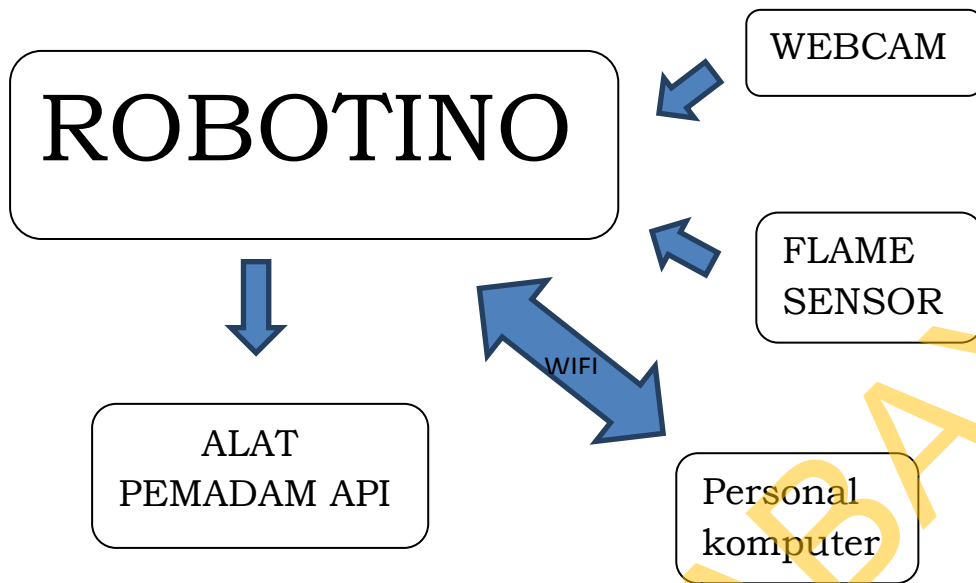 WEBCAM
ROBOTINO
FLAME
SENSOR
WIFI
ALAT
PEMADAM API
Personal
komputer